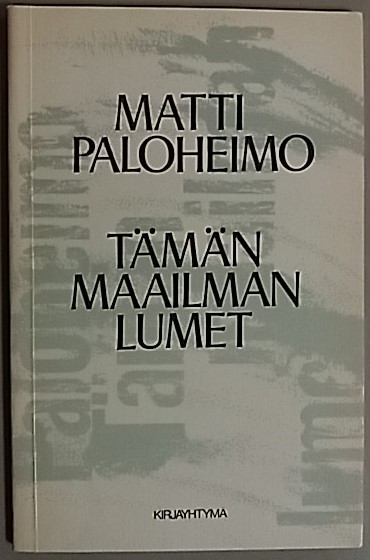 MATTI
PALOHEIMO
TÄMÄN
MAAILMAN
LUMET
KIRJAYHTYMÄ